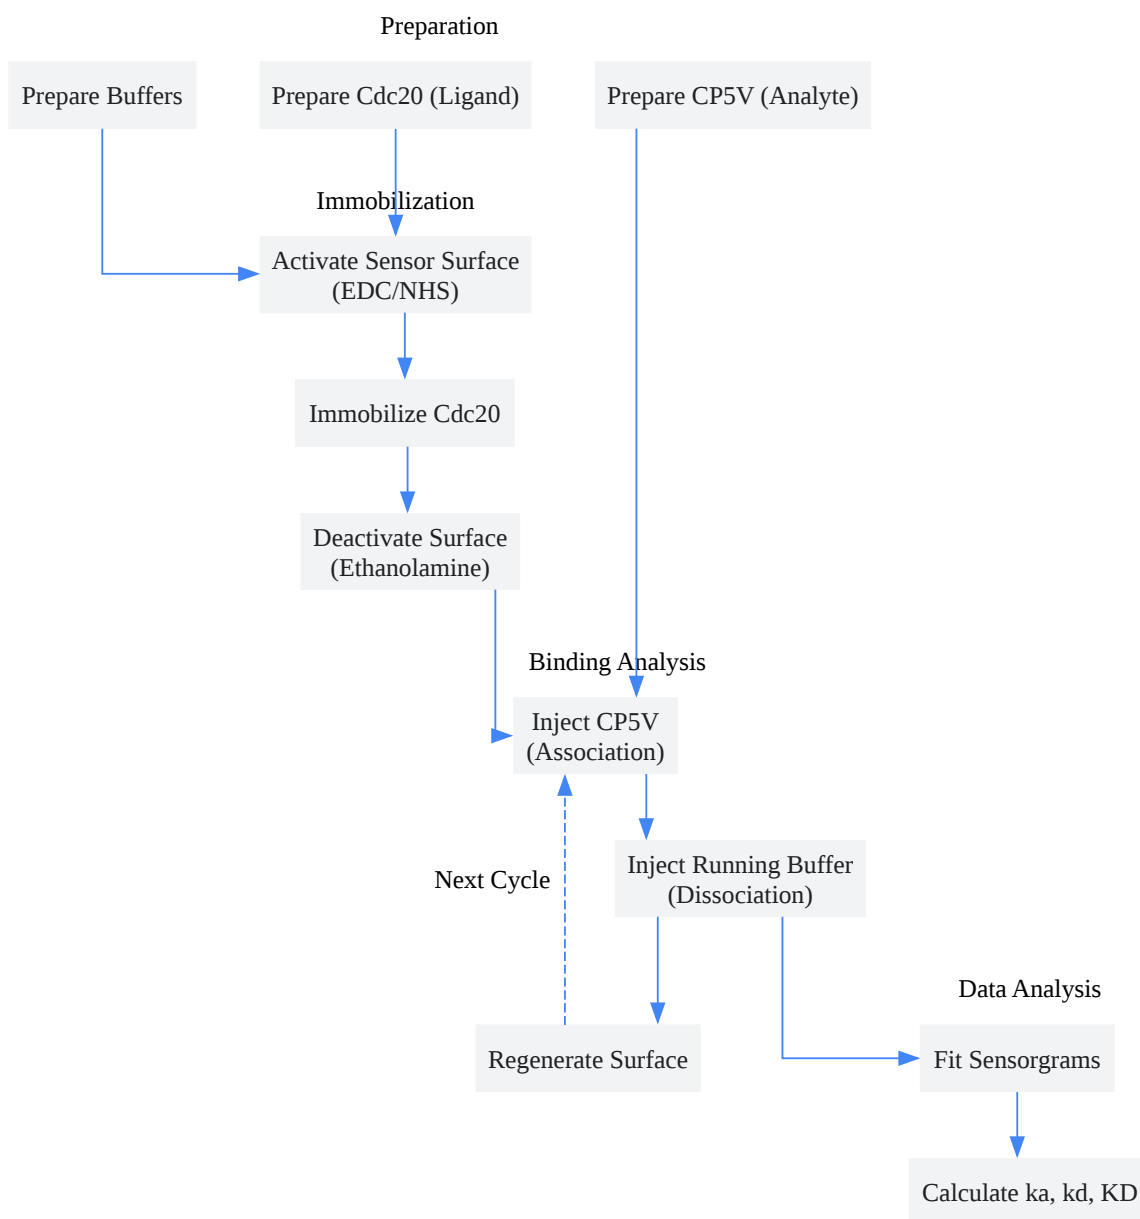 Preparation
Prepare Buffers
Prepare Cdc20 (Ligand)
Prepare CP5V (Analyte)
Immobilization
Activate Sensor Surface
(EDC/NHS)
Immobilize Cdc20
Deactivate Surface
(Ethanolamine)
Binding Analysis
Inject CP5V
(Association)
Next Cycle
Inject Running Buffer
(Dissociation)
Data Analysis
Regenerate Surface
Fit Sensorgrams
Calculate ka, kd, KD